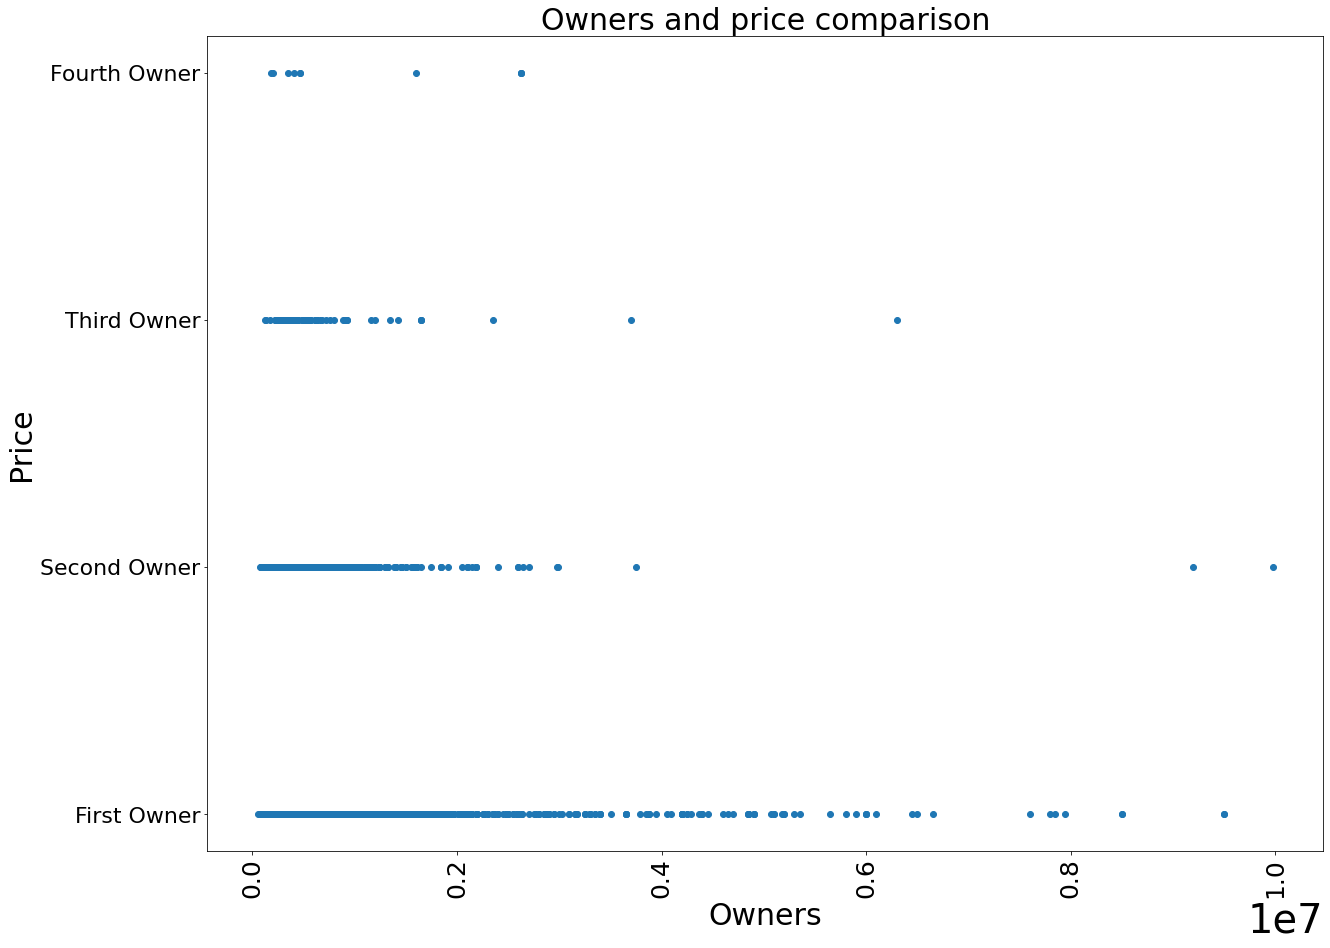 Owners and price comparison
Fourth Owner
Third Owner
Second Owner
First Owner
Price
0.0
0.2
0.4
0.6
0.8
1.0
Owners
1e7